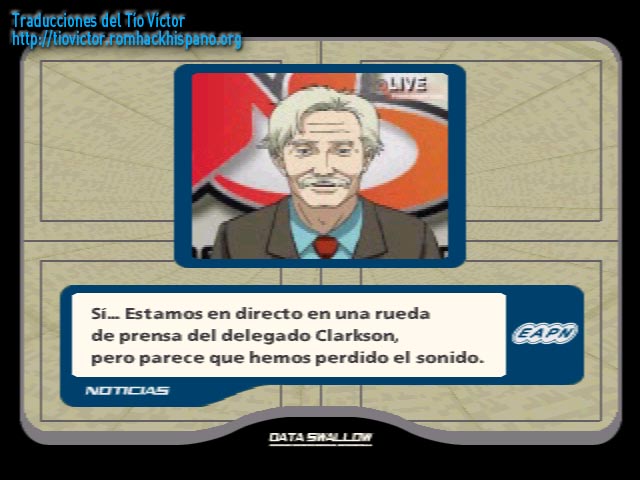 Traducciones del Tio Victor
http://tiovictor.romhackhispano.org
LIVE
Sí... Estamos en directo en una rueda
de prensa del delegado Clarkson,
pero parece que hemos perdido el sonido.
EAPN
NOTICIAS
DATA SWALLOW